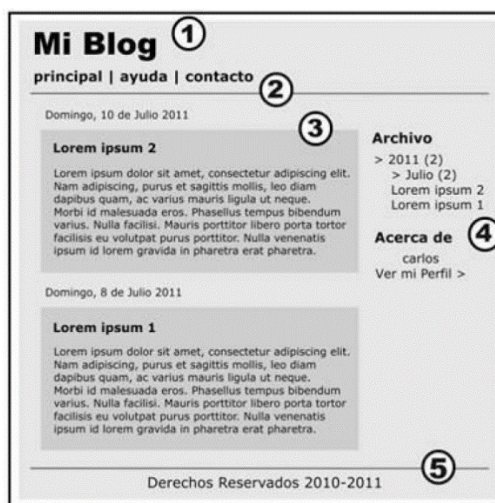 Mi Blog
1
principal | ayuda | contacto
2
Domingo, 10 de Julio 2011
3
Lorem ipsum 2
Lorem ipsum dolor sit amet, consectetur adipiscing elit.
Nam adipiscing, purus et sagittis mollis, leo diam
dapibus quam, ac varius mauris ligula ut neque.
Morbi id malesuada eros. Phasellus tempus bibendum
varius. Nulla facilisi. Mauris porttitor libero porta tortor
facilisis eu volutpat purus porttitor. Nulla venenatis
ipsum id lorem gravida in pharetra erat pharetra.
Domingo, 8 de Julio 2011
Lorem ipsum 1
Lorem ipsum dolor sit amet, consectetur adipiscing elit.
Nam adipiscing, purus et sagittis mollis, leo diam
dapibus quam, ac varius mauris ligula ut neque.
Morbi id malesuada eros. Phasellus tempus bibendum
varius. Nulla facilisi. Mauris porttitor libero porta tortor
facilisis eu volutpat purus porttitor. Nulla venenatis
ipsum id lorem gravida in pharetra erat pharetra.
Archivo
> 2011 (2)
> Julio (2)
Lorem ipsum 2
Lorem ipsum 1
Acerca de
4
carlos
Ver mi Perfil >
5
Derechos Reservados 2010-2011